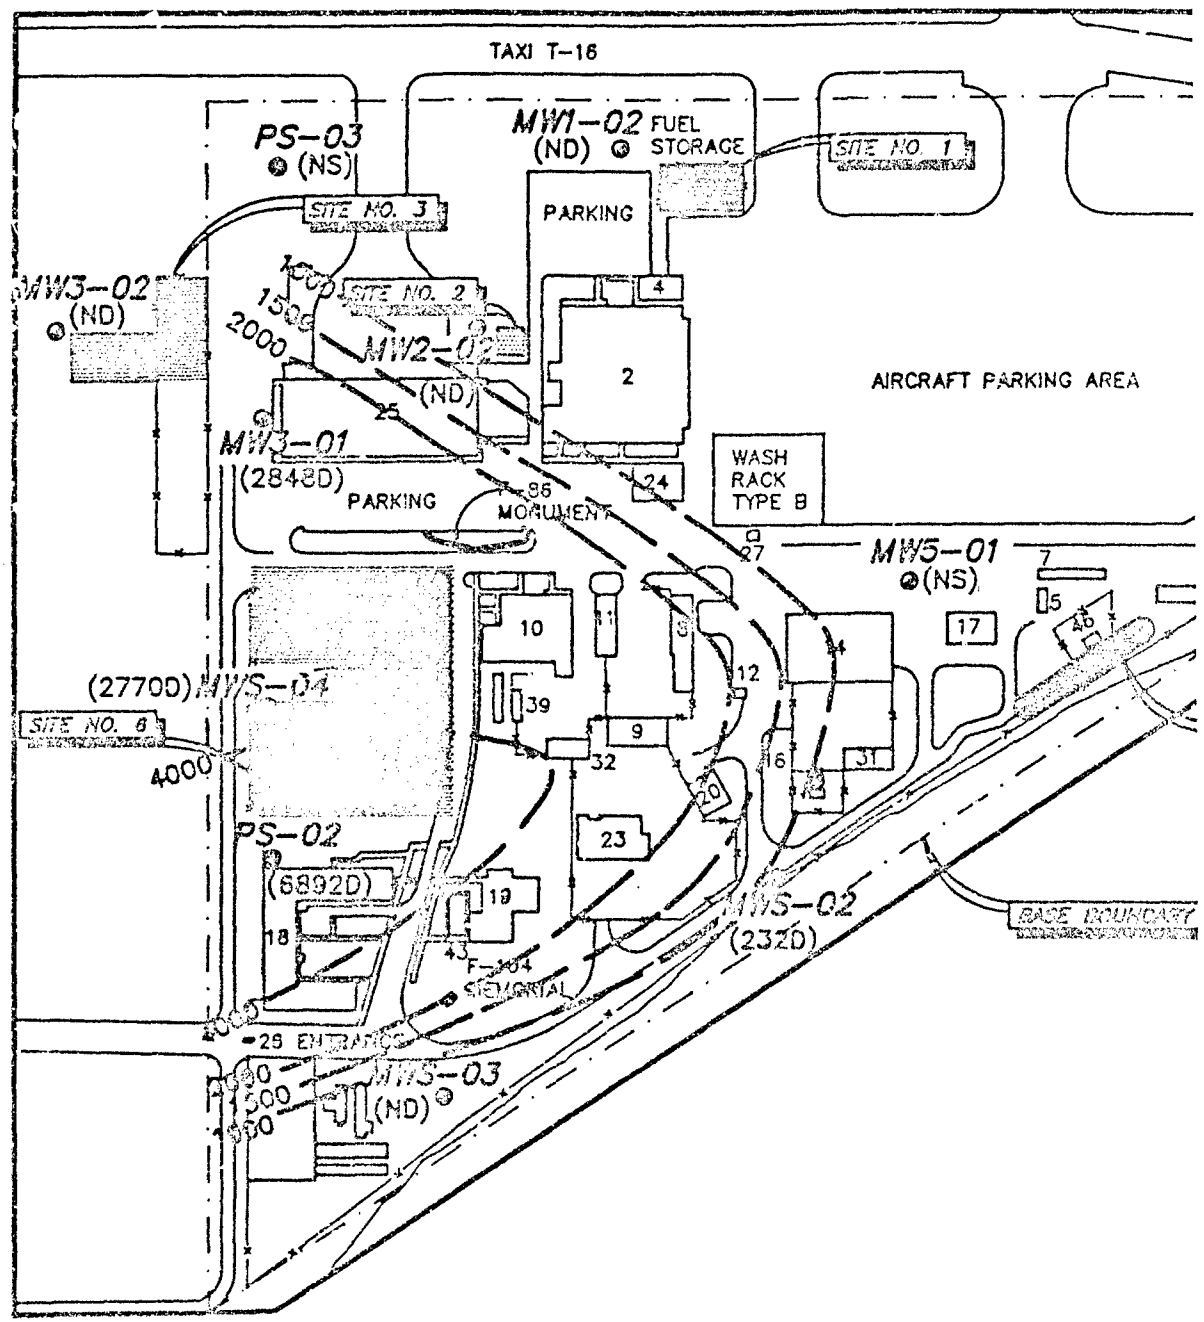 TAXI T-16
PS-03
(NS)
MW1-02
(ND)
FUEL
STORAGE
SITE NO. 1
SITE NO. 3
PARKING
MW3-02
(ND)
1000
1500
2000
SITE NO. 2
4
MW2-02
(ND)
2
25
AIRCRAFT PARKING AREA
MW3-01
(2848D)
PARKING
MONUMENT
24
WASH
RACK
TYPE B
27
MW5-01
(NS)
7
5
46
17
10
12
(2770D)
MWS-04
SITE NO. 6
4000
39
9
32
16
31
20
23
PS-02
(6892D)
19
18
43
MWS-02
(232D)
BASE BOUNDARY
F-104
MEMORIAL
26 ENTRANCE
MWS-03
(ND)